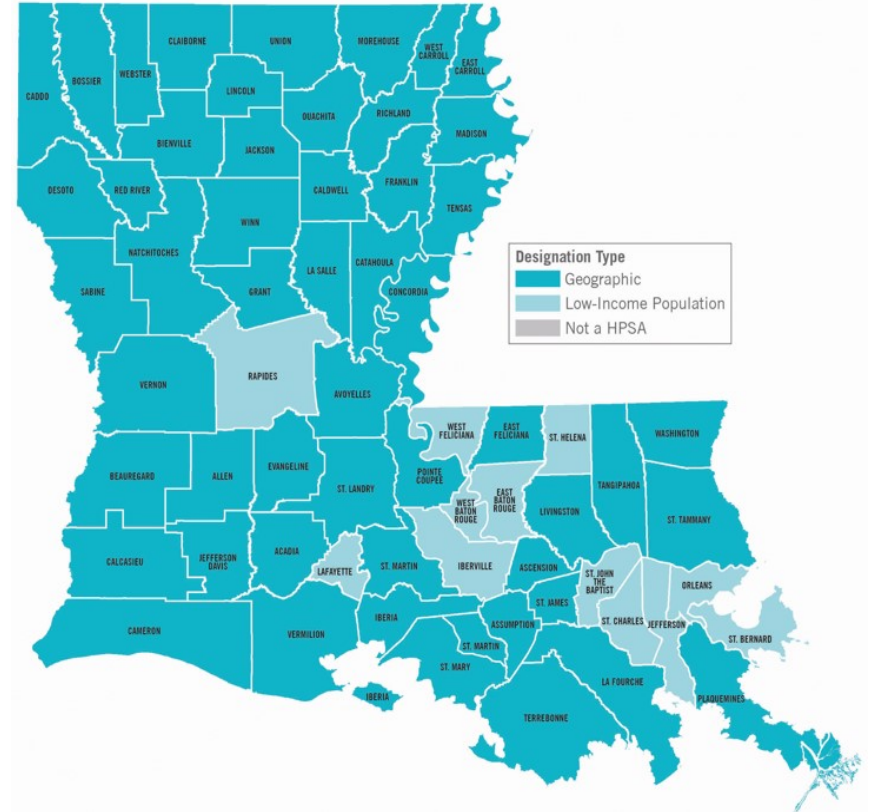 CLAIBORNE
UNION
MOREHOUSE
WEST
CARROLL
EAST
CARROLL
CADDO
BOSSIER
WEBSTER
LINCOLN
OUACHITA
RICHLAND
MADISON
BIENVILLE
JACKSON
DESOTO
RED RIVER
CALDWELL
FRANKLIN
TENSAS
WINN
NATCHITOCHES
LA SALLE
CATAHOULA
SABINE
GRANT
CONCORDIA
Designation Type
Geographic
Low-Income Population
Not a HPSA
VERNON
RAPIDES
AVOYELLES
WEST
FELICIANA
EAST
FELICIANA
ST. HELENA
WASHINGTON
BEAUREGARD
ALLEN
EVANGELINE
ST. LANDRY
POINTE
COUPEE
WEST
BATON
ROUGE
EAST
BATON
ROUGE
LIVINGSTON
TANGIPAHOA
ST. TAMMANY
CALCASIEU
JEFFERSON
DAVIS
ACADIA
LAFAYETTE
ST. MARTIN
IBERVILLE
ASCENSION
ST. JOHN
THE
BAPTIST
ORLEANS
CAMERON
VERMILION
IBERIA
ASSUMPTION
ST. JAMES
ST. CHARLES
JEFFERSON
ST. BERNARD
ST. MARTIN
ST. MARY
IBERIA
LA FOURCHE
PLAQUEMINES
TERREBONNE